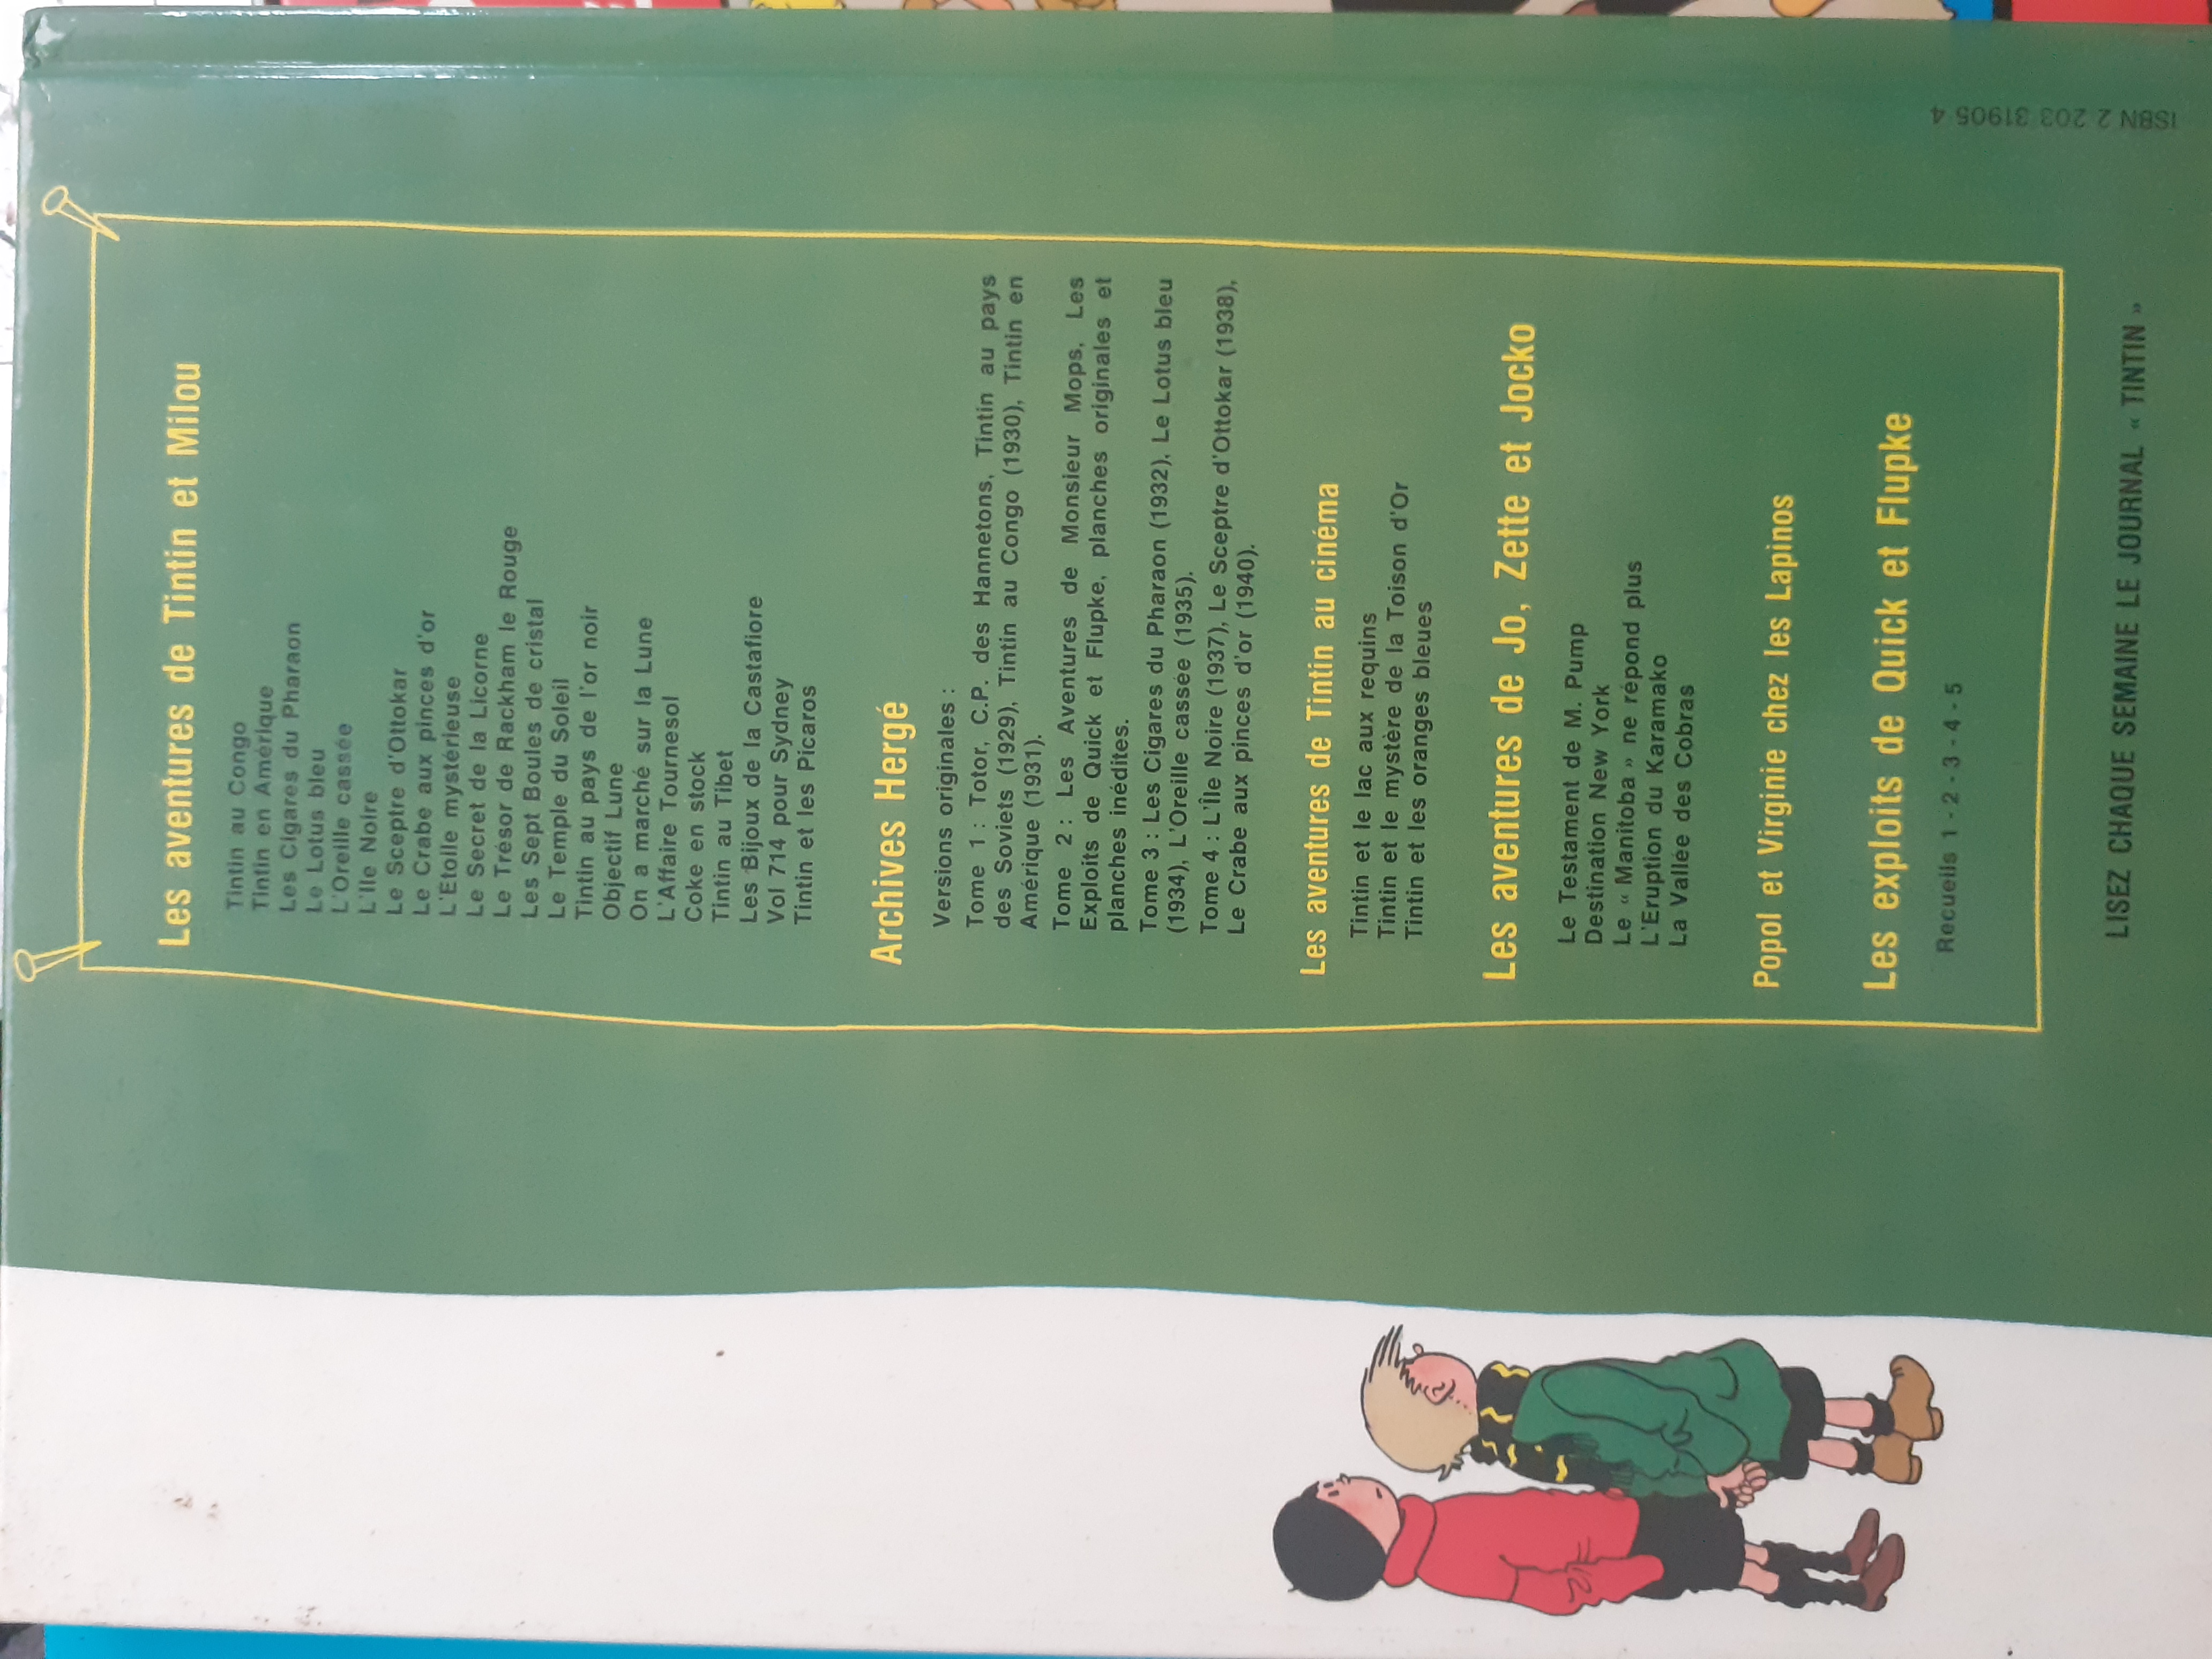 Les aventures de Tintin et Milou
Tintin au Congo
Tintin en Amérique
Les Cigares du Pharaon
Le Lotus bleu
L'Oreille cassée
L'Ile Noire
Le Sceptre d'Ottokar
Le Crabe aux pinces d'or
L'Etoile mystérieuse
Le Secret de la Licorne
Le Trésor de Rackham le Rouge
Les Sept Boules de cristal
Le Temple du Soleil
Tintin au pays de l'or noir
Objectif Lune
On a marché sur la Lune
L'Affaire Tournesol
Coke en stock
Tintin au Tibet
Les Bijoux de la Castafiore
Vol 714 pour Sydney
Tintin et les Picaros
Archives Hergé
Versions originales :
Tome 1 : Totor, C.P. des Hannetons, Tintin au pays
des Soviets (1929), Tintin au Congo (1930), Tintin en
Amérique (1931).
Tome 2 : Les Aventures de Monsieur Mops, Les
Exploits de Quick et Flupke, planches originales et
planches inédites.
Tome 3 : Les Cigares du Pharaon (1932), Le Lotus bleu
(1934), L'Oreille cassée (1935).
Tome 4 : L'Île Noire (1937), Le Sceptre d'Ottokar (1938),
Le Crabe aux pinces d'or (1940).
Les aventures de Tintin au cinéma
Tintin et le lac aux requins
Tintin et le mystère de la Toison d'Or
Tintin et les oranges bleues
Les aventures de Jo, Zette et Jocko
Le Testament de M. Pump
Destination New York
Le « Manitoba » ne répond plus
L'Eruption du Karamako
La Vallée des Cobras
Popol et Virginie chez les Lapinos
Les exploits de Quick et Flupke
Recueils 1 - 2 - 3 - 4 - 5
LISEZ CHAQUE SEMAINE LE JOURNAL « TINTIN »
ISBN 2 203 31905 4